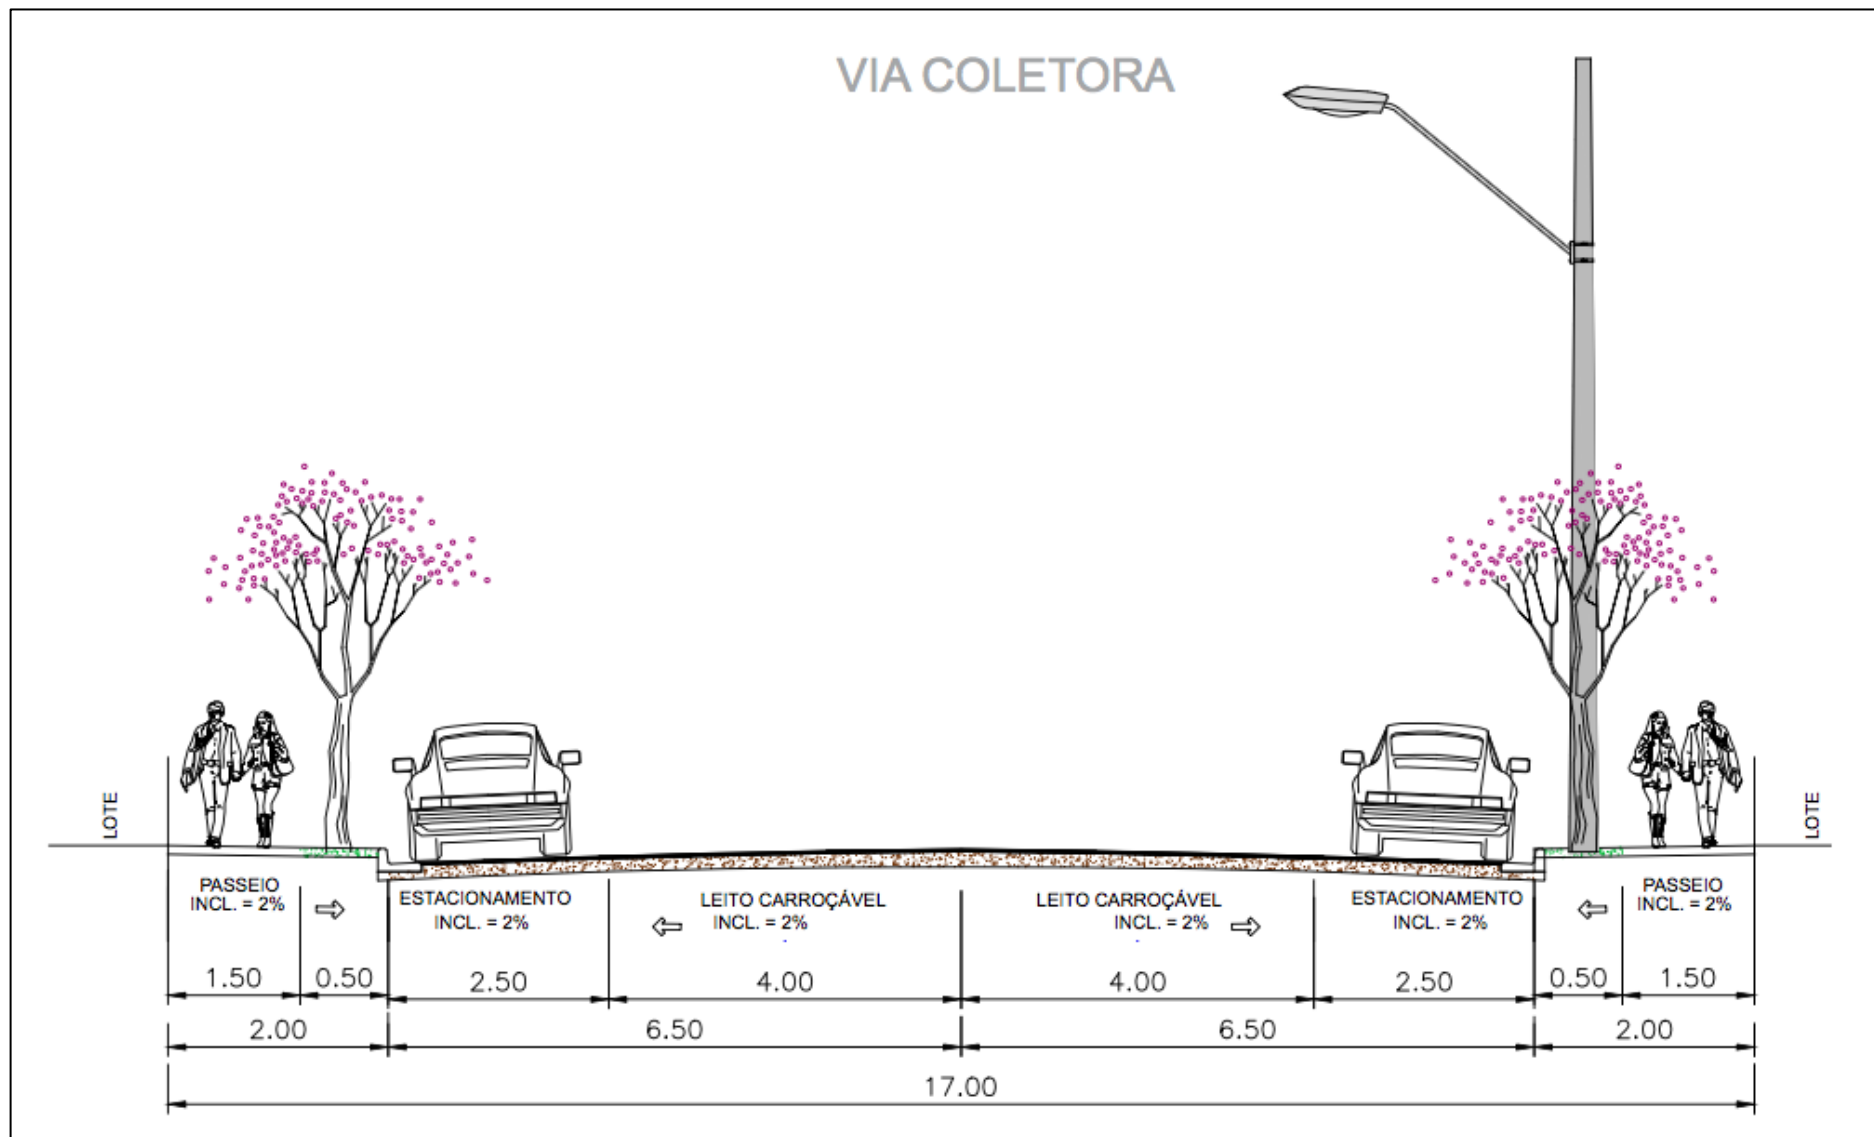 VIA COLETORA
LOTE
LOTE
PASSEIO
INCL. = 2%
ESTACIONAMENTO
INCL. = 2%
LEITO CARROÇÁVEL
INCL. = 2%
LEITO CARROÇÁVEL
INCL. = 2%
ESTACIONAMENTO
INCL. = 2%
PASSEIO
INCL. = 2%
1.50 0.50 2.50 4.00 4.00 2.50 0.50 1.50
2.00 6.50 6.50 2.00
17.00